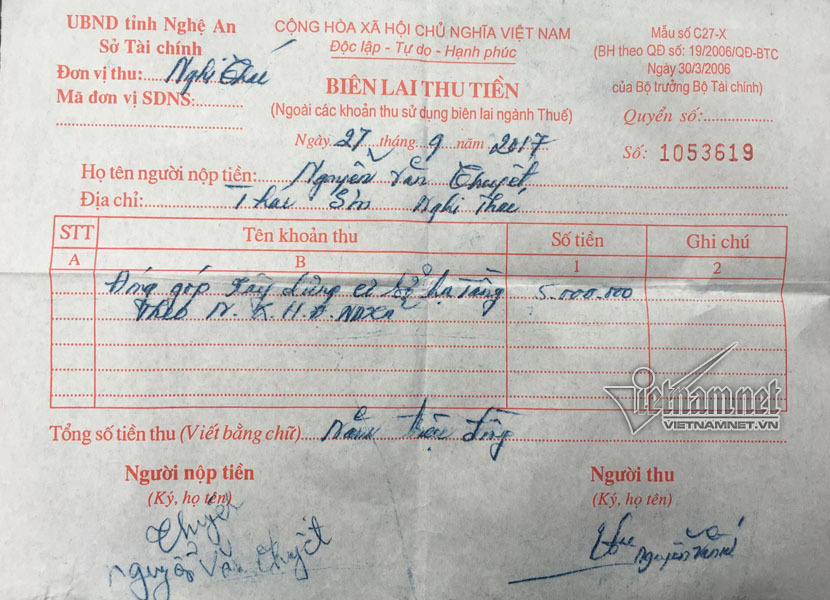 UBND tỉnh Nghệ An
Sở Tài chính
Đơn vị thu: Nghi Thái
Mã đơn vị SDNS:
CỘNG HÒA XÃ HỘI CHỦ NGHĨA VIỆT NAM
Độc lập - Tự do - Hạnh phúc
BIÊN LAI THU TIỀN
(Ngoài các khoản thu sử dụng biên lai ngành Thuế)
Ngày 27 tháng 9 năm 2017
Mẫu số C27-X
(BH theo QĐ số: 19/2006/QĐ-BTC
Ngày 30/3/2006
của Bộ trưởng Bộ Tài chính)
Quyển số:
Số: 1053619
Họ tên người nộp tiền: Nguyễn Văn Thuyết
Địa chỉ: Thái Sơn Nghi Thái
STT Tên khoản thu Số tiền Ghi chú
A B 1 2
Đóng góp xây dựng cơ sở hạ tầng 5.000.000
Theo N.
Tổng số tiền thu (Viết bằng chữ) Năm triệu đồng
Người nộp tiền
(Ký, họ tên)
Thuyết
Nguyễn Văn Thuyết
Người thu
(Ký, họ tên)
Nguyễn
Vietnamnet
VIETNAMNET.VN